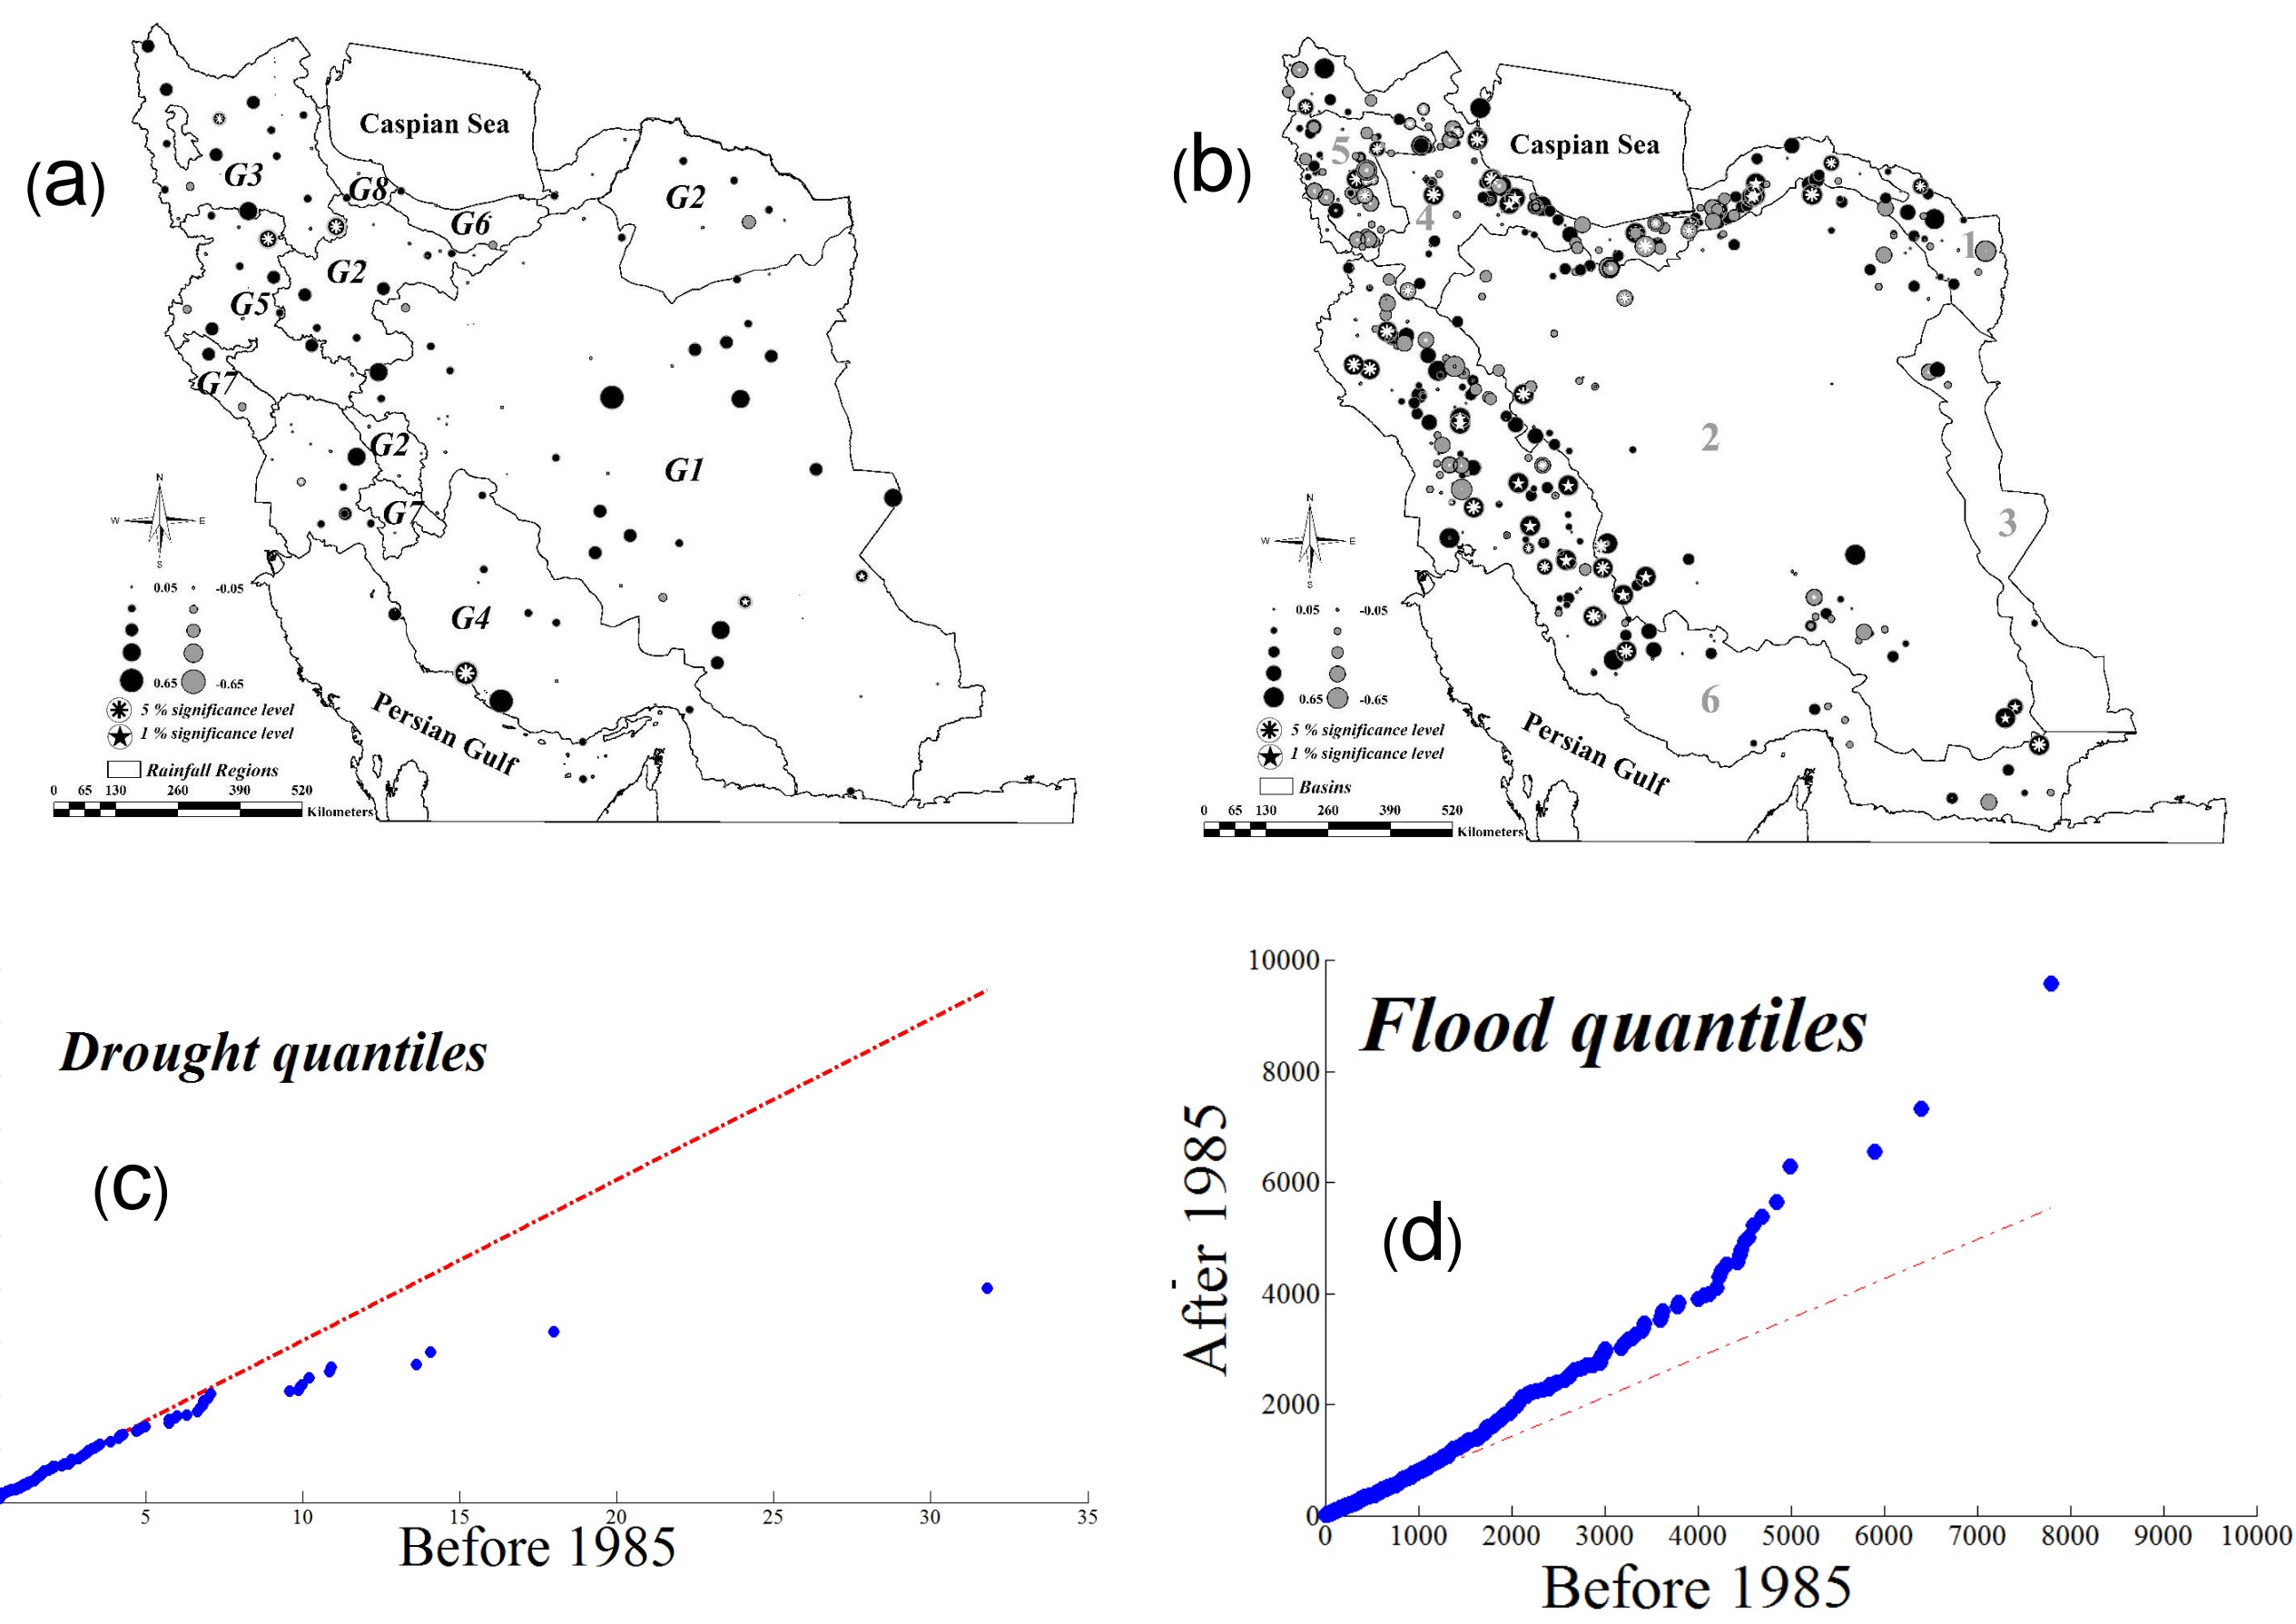 (a)
Caspian Sea
G3
G8
G6
G2
G2
G5
G7
G2
G1
G7
G4
N
W
E
S
0.05
-0.05
0.65
-0.65
5 % significance level
1 % significance level
Rainfall Regions
0 65 130 260 390 520
Kilometers
Persian Gulf
(b)
Caspian Sea
5
4
1
2
3
6
N
W
E
S
0.05
-0.05
0.65
-0.65
5 % significance level
1 % significance level
Basins
0 65 130 260 390 520
Kilometers
Persian Gulf
Drought quantiles
(c)
5 10 15 20 25 30 35
Before 1985
Flood quantiles
(d)
After 1985
10000
8000
6000
4000
2000
0
0 1000 2000 3000 4000 5000 6000 7000 8000 9000 10000
Before 1985